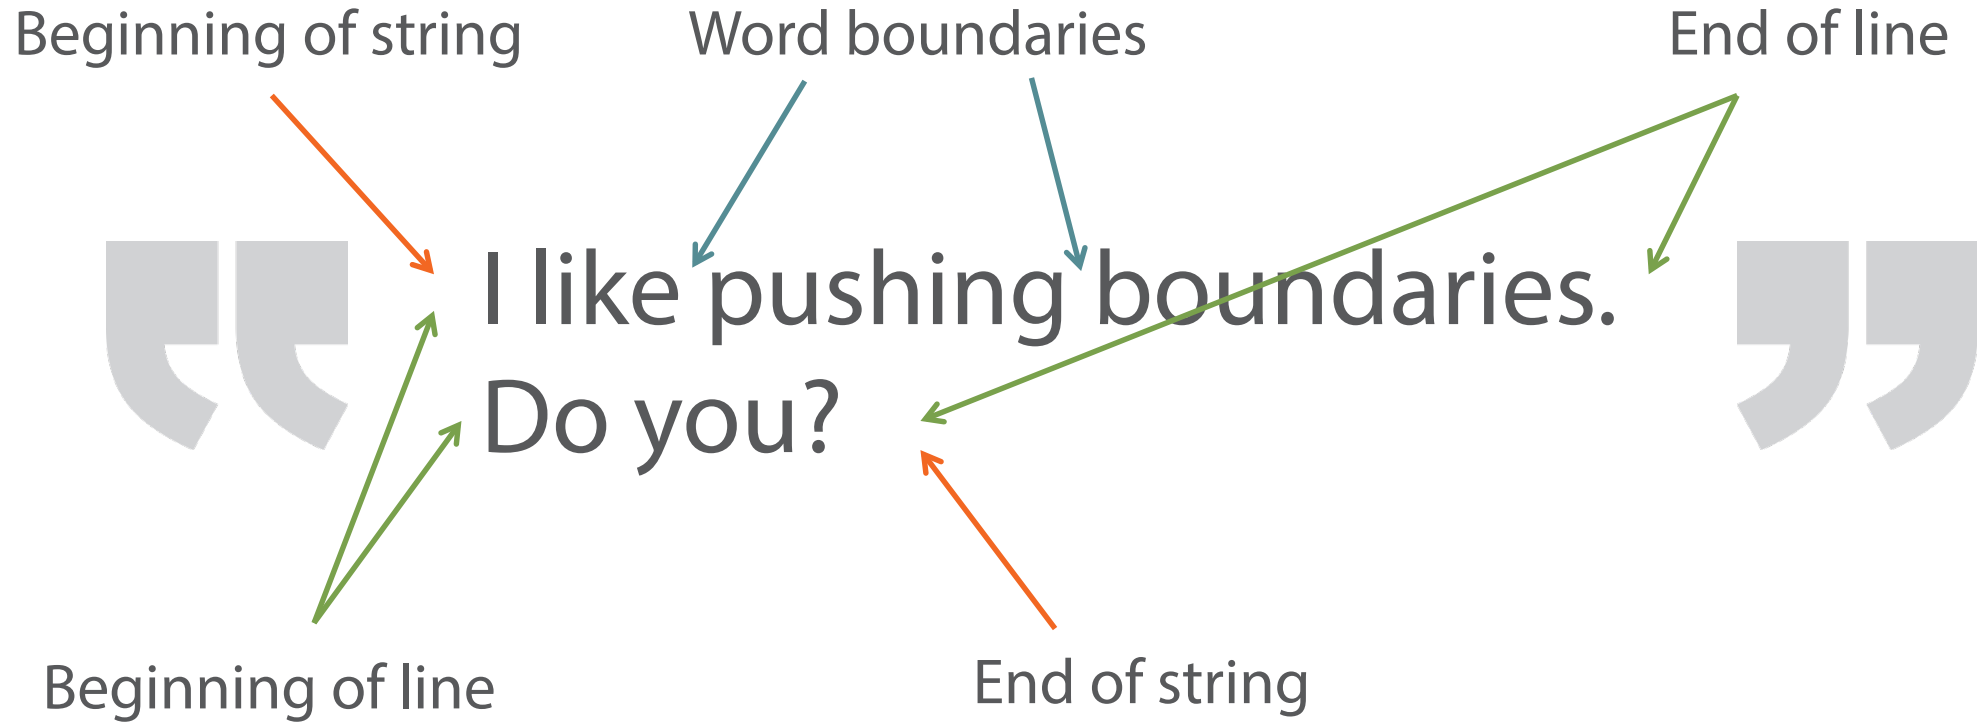 Beginning of string
Word boundaries
End of line
“I like pushing boundaries.
Do you?”
Beginning of line
End of string